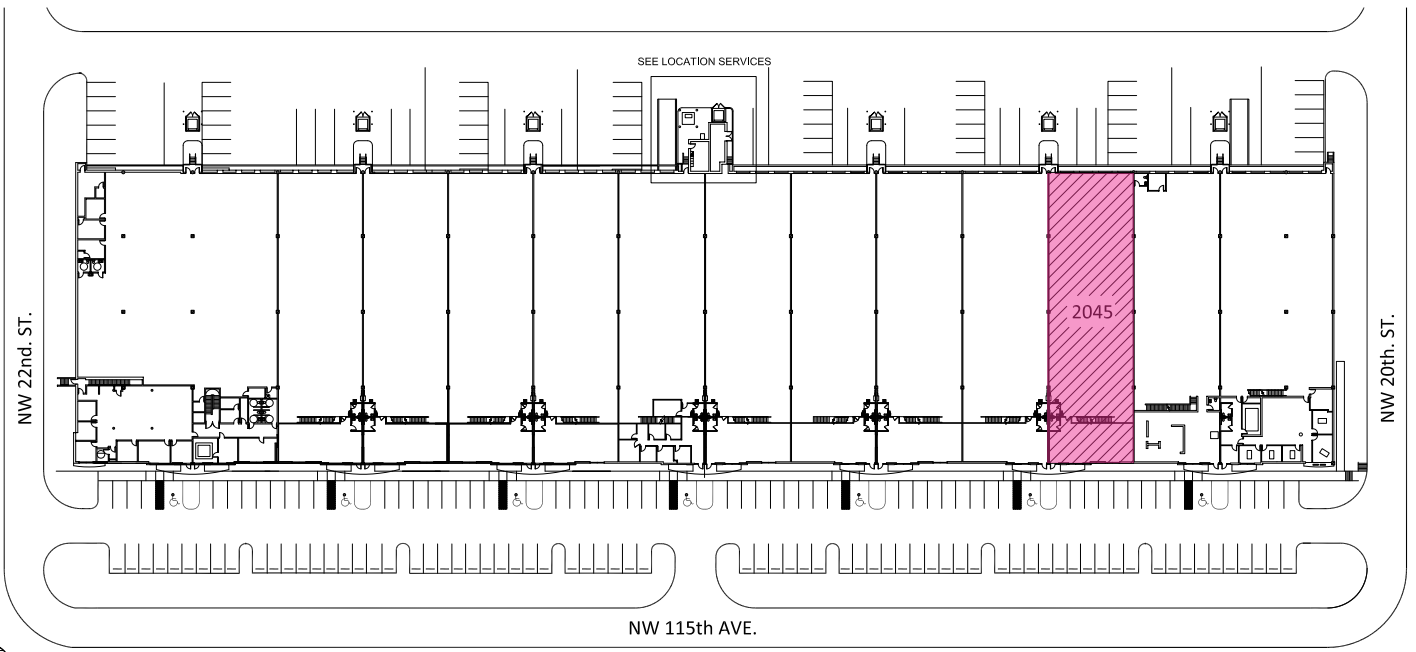 SEE LOCATION SERVICES
NW 22nd. ST.
2045
NW 20th. ST.
NW 115th AVE.